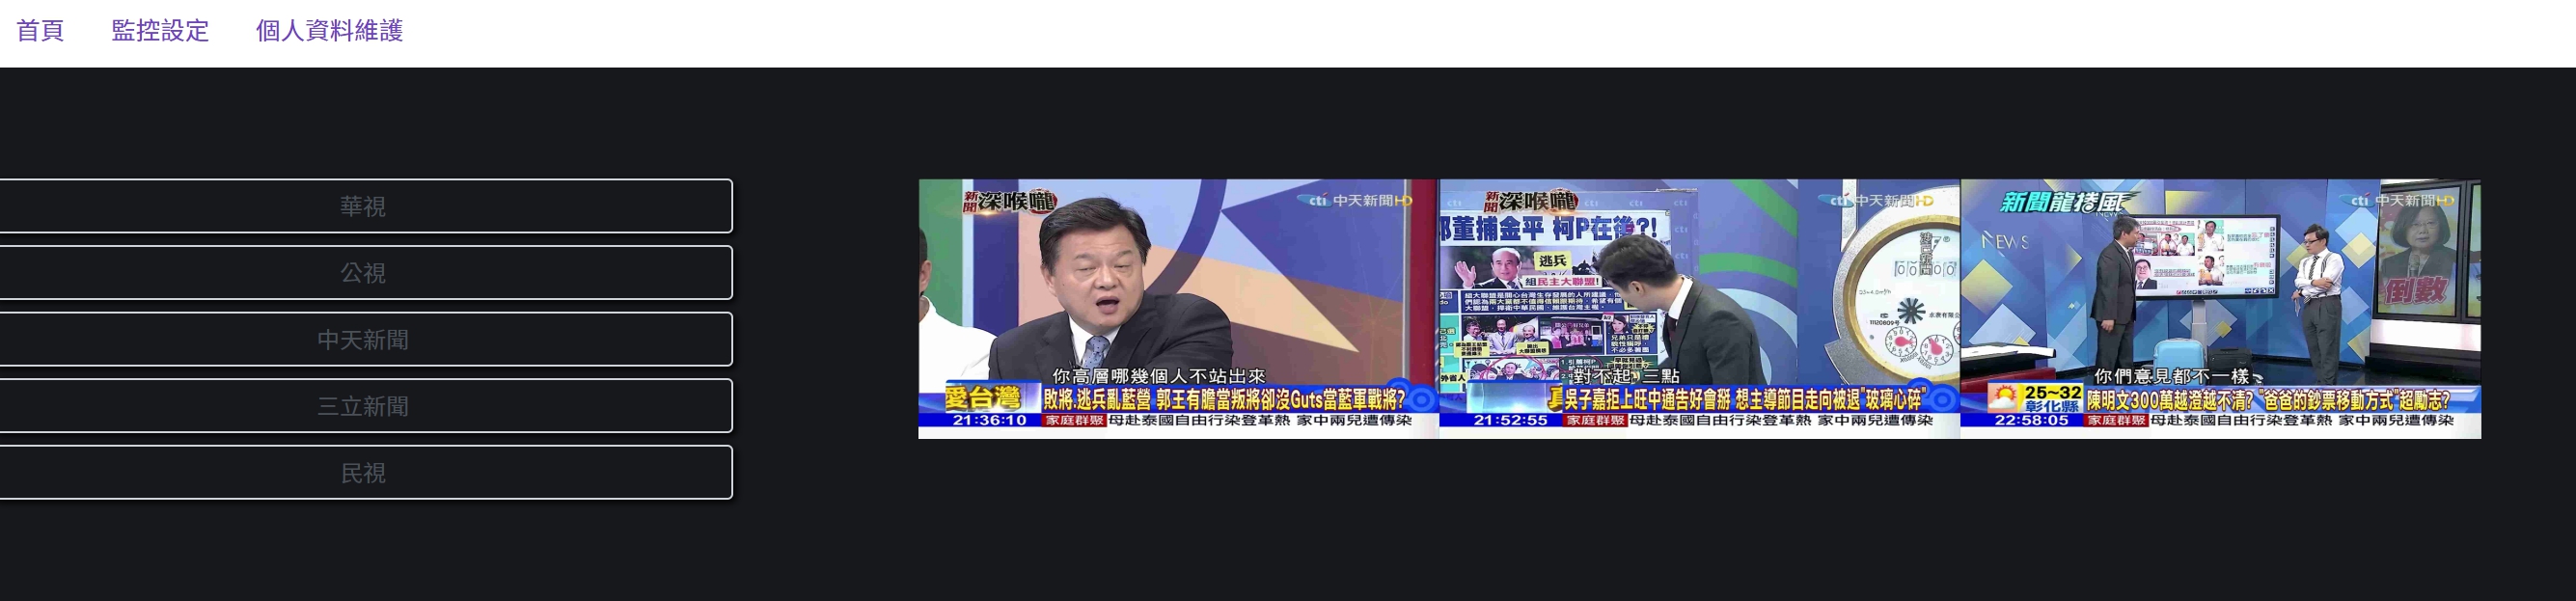 首頁 監控設定 個人資料維護
華視
公視
中天新聞
三立新聞
民視
新聞深喉嚨
cti 中天新聞HD
你高層哪幾個人不站出來
愛台灣
敗將.逃兵亂藍營 郭王有膽當叛將卻沒Guts當藍軍戰將?
21:36:10 家庭群聚 母赴泰國自由行染登革熱 家中兩兒遭傳染
新聞深喉嚨
cti 中天新聞HD
郭董捕金平 柯P在後?!
逃兵
組民主大聯盟!
對不起 三點
吳子嘉拒上旺中通告好會掰 想主導節目走向被退"玻璃心碎"
21:52:55 家庭群聚 母赴泰國自由行染登革熱 家中兩兒遭傳染
新聞龍捲風
cti 中天新聞HD
NEWS
倒數
你們意見都不一樣
25~32
彰化縣
陳明文300萬越澄越不清? "爸爸的鈔票移動方式"超勵志?
22:58:05 家庭群聚 母赴泰國自由行染登革熱 家中兩兒遭傳染